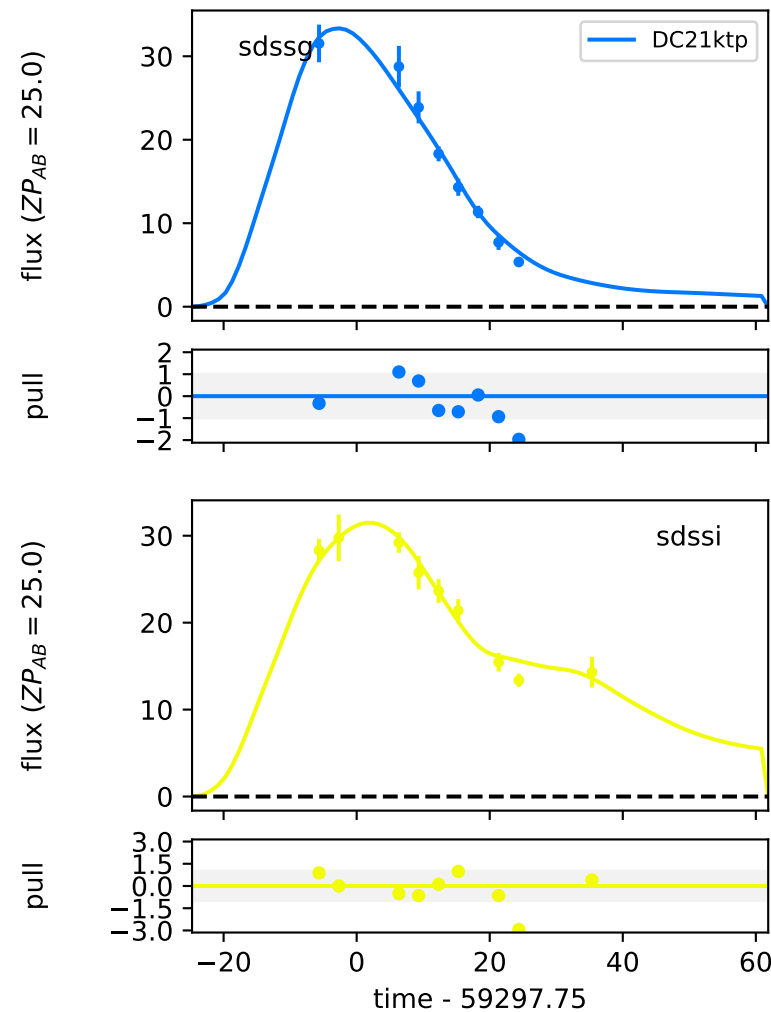 sdssg
DC21ktp
flux (ZP_AB = 25.0)
30
20
10
0
pull
2
1
0
−1
−2
sdssi
flux (ZP_AB = 25.0)
30
20
10
0
pull
3.0
1.5
0.0
−1.5
−3.0
−20 0 20 40 60
time - 59297.75